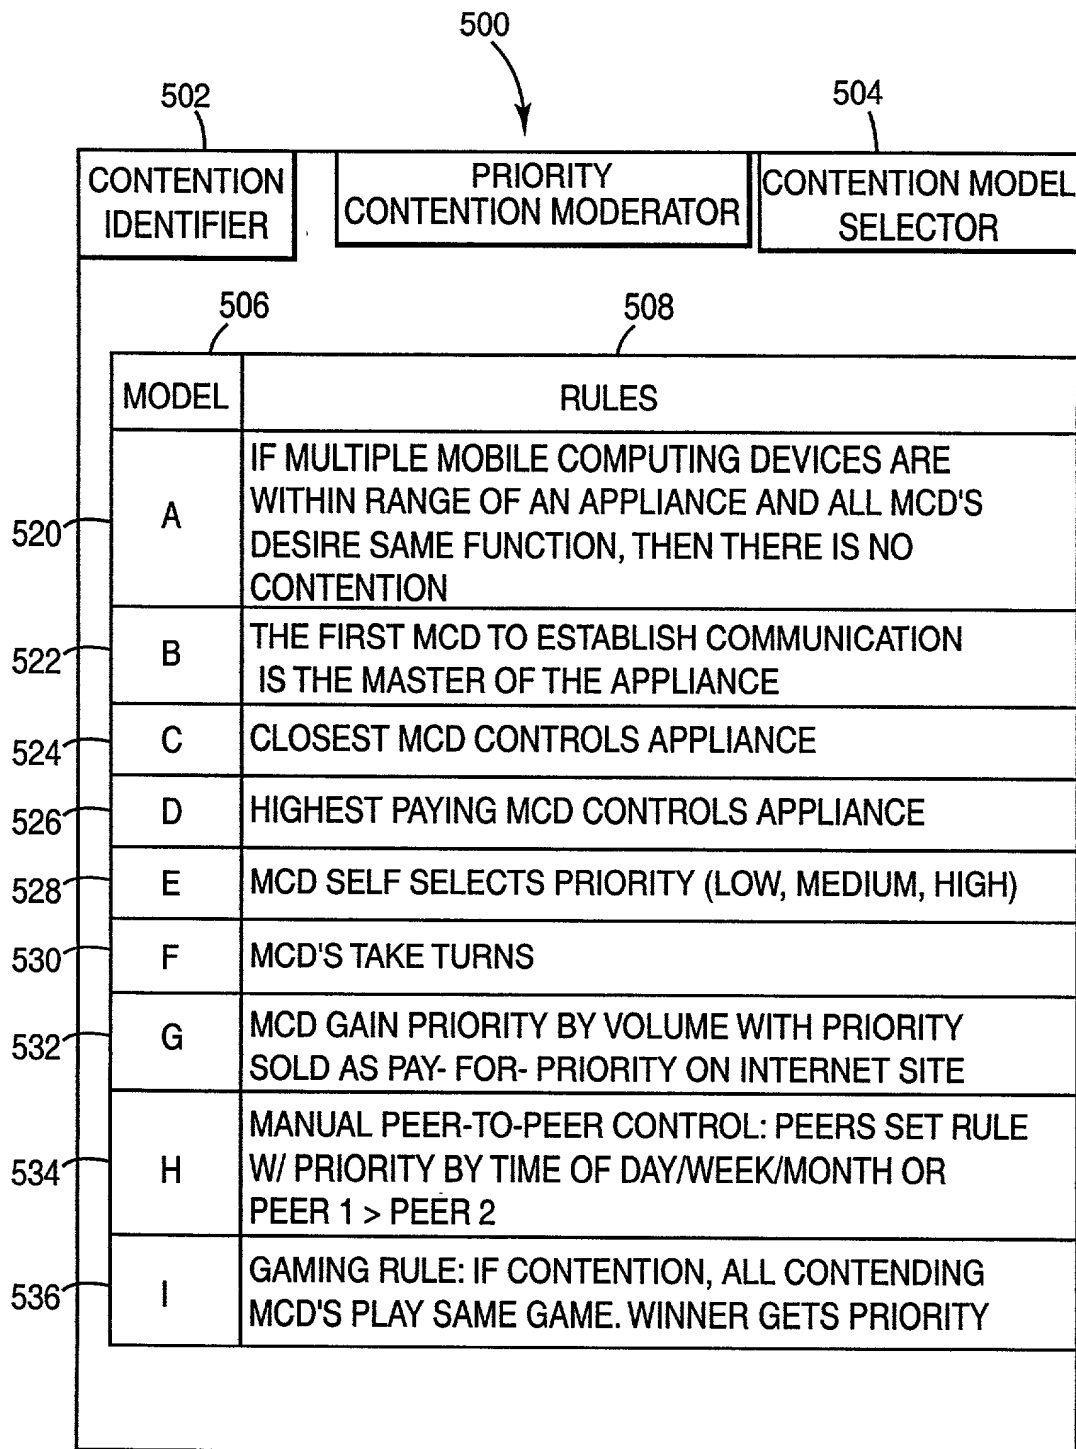 500
502
504
CONTENTION
IDENTIFIER
PRIORITY
CONTENTION MODERATOR
CONTENTION MODEL
SELECTOR
506
508
MODEL
RULES
520
A
IF MULTIPLE MOBILE COMPUTING DEVICES ARE
WITHIN RANGE OF AN APPLIANCE AND ALL MCD'S
DESIRE SAME FUNCTION, THEN THERE IS NO
CONTENTION
522
B
THE FIRST MCD TO ESTABLISH COMMUNICATION
IS THE MASTER OF THE APPLIANCE
524
C
CLOSEST MCD CONTROLS APPLIANCE
526
D
HIGHEST PAYING MCD CONTROLS APPLIANCE
528
E
MCD SELF SELECTS PRIORITY (LOW, MEDIUM, HIGH)
530
F
MCD'S TAKE TURNS
532
G
MCD GAIN PRIORITY BY VOLUME WITH PRIORITY
SOLD AS PAY- FOR- PRIORITY ON INTERNET SITE
534
H
MANUAL PEER-TO-PEER CONTROL: PEERS SET RULE
W/ PRIORITY BY TIME OF DAY/WEEK/MONTH OR
PEER 1 > PEER 2
536
I
GAMING RULE: IF CONTENTION, ALL CONTENDING
MCD'S PLAY SAME GAME. WINNER GETS PRIORITY